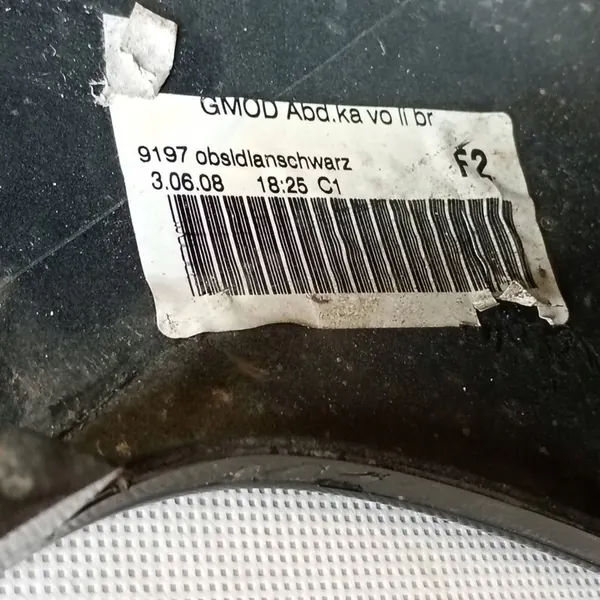 GMOD Abd.ka vo li br
9197 obsidianschwarz F2
3.06.08 18:25 C1